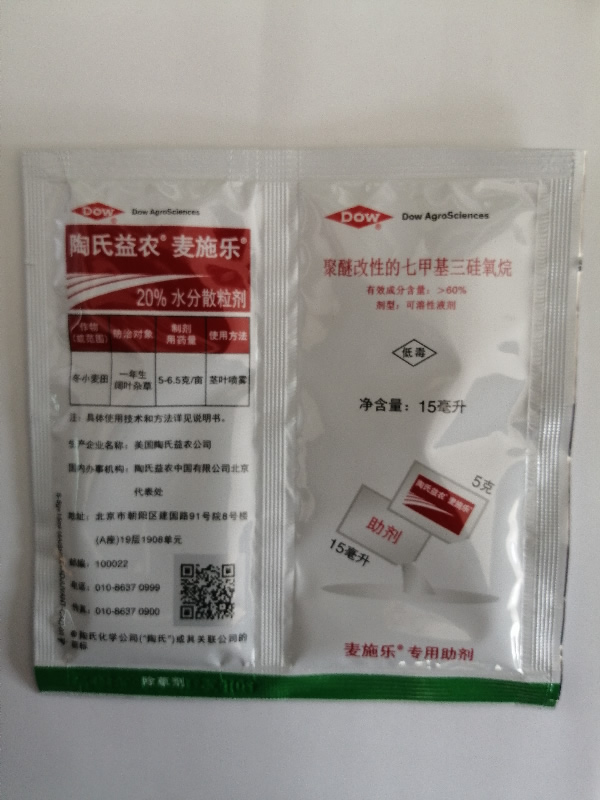 DOW
Dow AgroSciences
陶氏益农® 麦施乐®
20% 水分散粒剂
作物
(或范围)
防治对象
制剂
用药量
使用方法
冬小麦田
一年生
阔叶杂草
5-6.5克/亩
茎叶喷雾
注：具体使用技术和方法详见说明书。
生产企业名称：美国陶氏益农公司
国内办事机构：陶氏益农中国有限公司北京
代表处
地址：北京市朝阳区建国路91号院8号楼
(A座)19层1908单元
邮编：100022
电话：010-8637 0999
传真：010-8637 0900
®陶氏化学公司("陶氏")或其关联公司的
商标
除草剂
DOW
Dow AgroSciences
聚醚改性的七甲基三硅氧烷
有效成分含量：>60%
剂型：可溶性液剂
低毒
净含量：15毫升
5克
陶氏益农® 麦施乐®
助剂
15毫升
麦施乐® 专用助剂